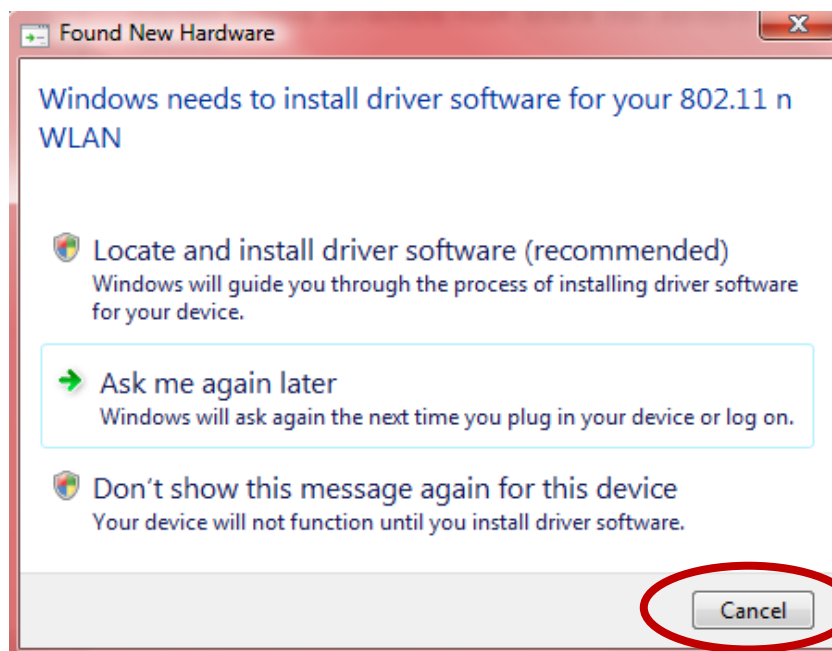 Found New Hardware
Windows needs to install driver software for your 802.11 n
WLAN
Locate and install driver software (recommended)
Windows will guide you through the process of installing driver software
for your device.
Ask me again later
Windows will ask again the next time you plug in your device or log on.
Don't show this message again for this device
Your device will not function until you install driver software.
Cancel